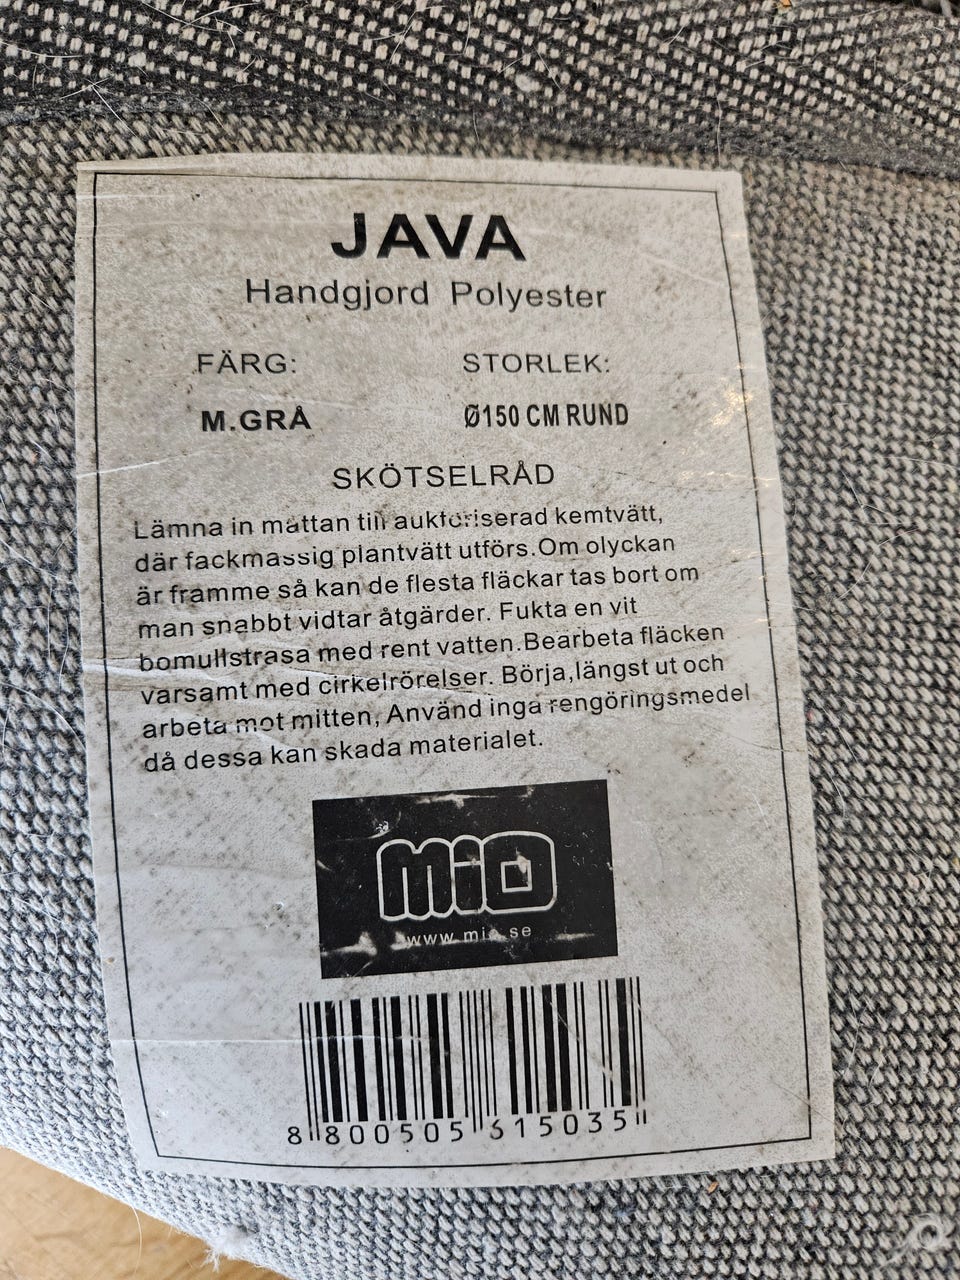 JAVA
Handgjord Polyester
FÄRG: STORLEK:
M.GRÅ Ø150 CM RUND
SKÖTSELRÅD
Lämna in mattan till auktoriserad kemtvätt,
där fackmässig plantvätt utförs.Om olyckan
är framme så kan de flesta fläckar tas bort om
man snabbt vidtar åtgärder. Fukta en vit
bomullstrasa med rent vatten.Bearbeta fläcken
varsamt med cirkelrörelser. Börja,längst ut och
arbeta mot mitten, Använd inga rengöringsmedel
då dessa kan skada materialet.
MIO
www.mio.se
8 800505 615035